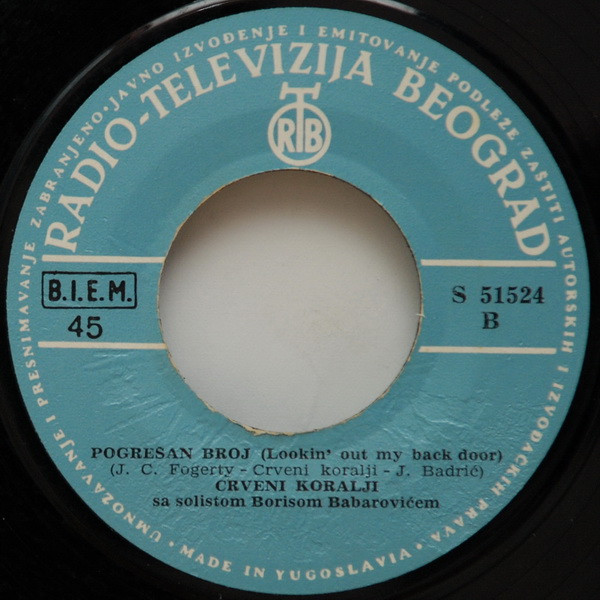 UMNOŽAVANJE I PRESNIMAVANJE ZABRANJENO • JAVNO IZVOĐENJE I EMITOVANJE PODLEŽE ZAŠTITI AUTORSKIH I IZVOĐAČKIH PRAVA •
RADIO-TELEVIZIJA BEOGRAD
RTB
B.I.E.M.
45
S 51524
B
POGRESAN BROJ (Lookin' out my back door)
(J. C. Fogerty - Crveni koralji - J. Badrić)
CRVENI KORALJI
sa solistom Borisom Babarovićem
• MADE IN YUGOSLAVIA •